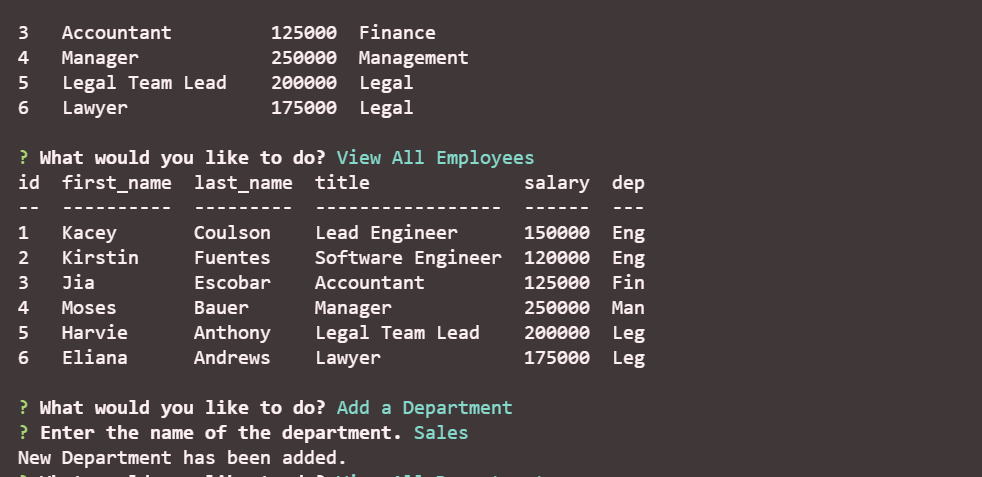 3   Accountant         125000  Finance
4   Manager            250000  Management
5   Legal Team Lead    200000  Legal
6   Lawyer             175000  Legal
? What would you like to do? View All Employees
id  first_name  last_name  title              salary  dep
--  ----------  ---------  -----------------  ------  ---
1   Kacey       Coulson    Lead Engineer      150000  Eng
2   Kirstin     Fuentes    Software Engineer  120000  Eng
3   Jia         Escobar    Accountant         125000  Fin
4   Moses       Bauer      Manager            250000  Man
5   Harvie      Anthony    Legal Team Lead    200000  Leg
6   Eliana      Andrews    Lawyer             175000  Leg
? What would you like to do? Add a Department
? Enter the name of the department. Sales
New Department has been added.